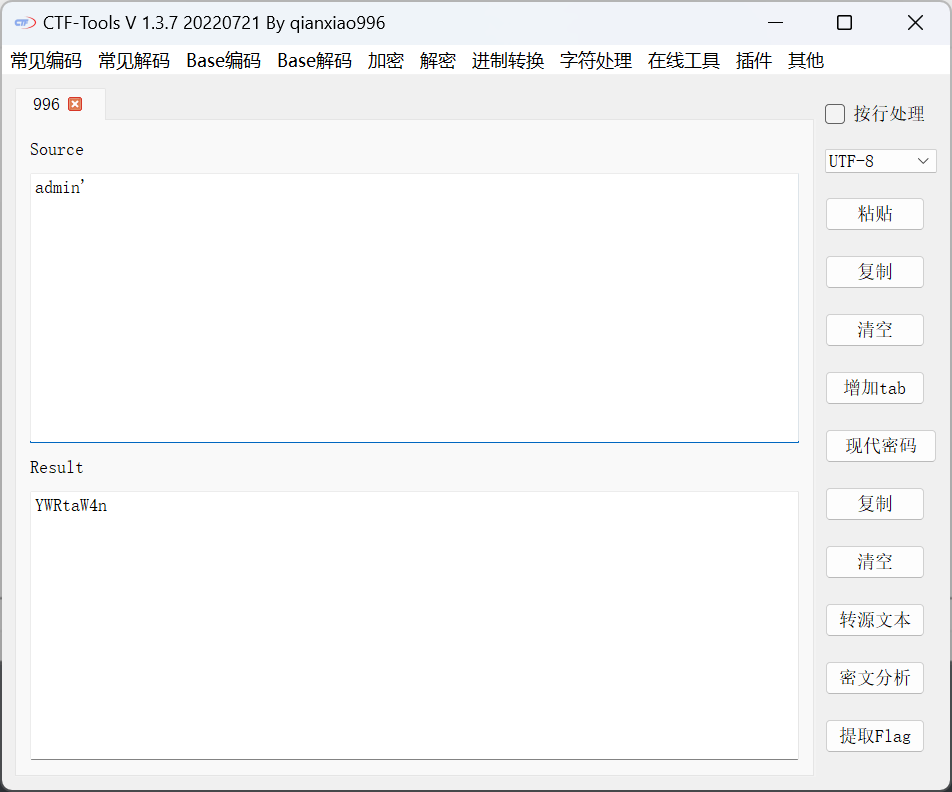 CTF CTF-Tools V 1.3.7 20220721 By qianxiao996
常见编码 常见解码 Base编码 Base解码 加密 解密 进制转换 字符处理 在线工具 插件 其他
996
按行处理
Source
UTF-8
admin'
粘贴
复制
清空
增加tab
现代密码
Result
复制
YWRtaW4n
清空
转源文本
密文分析
提取Flag